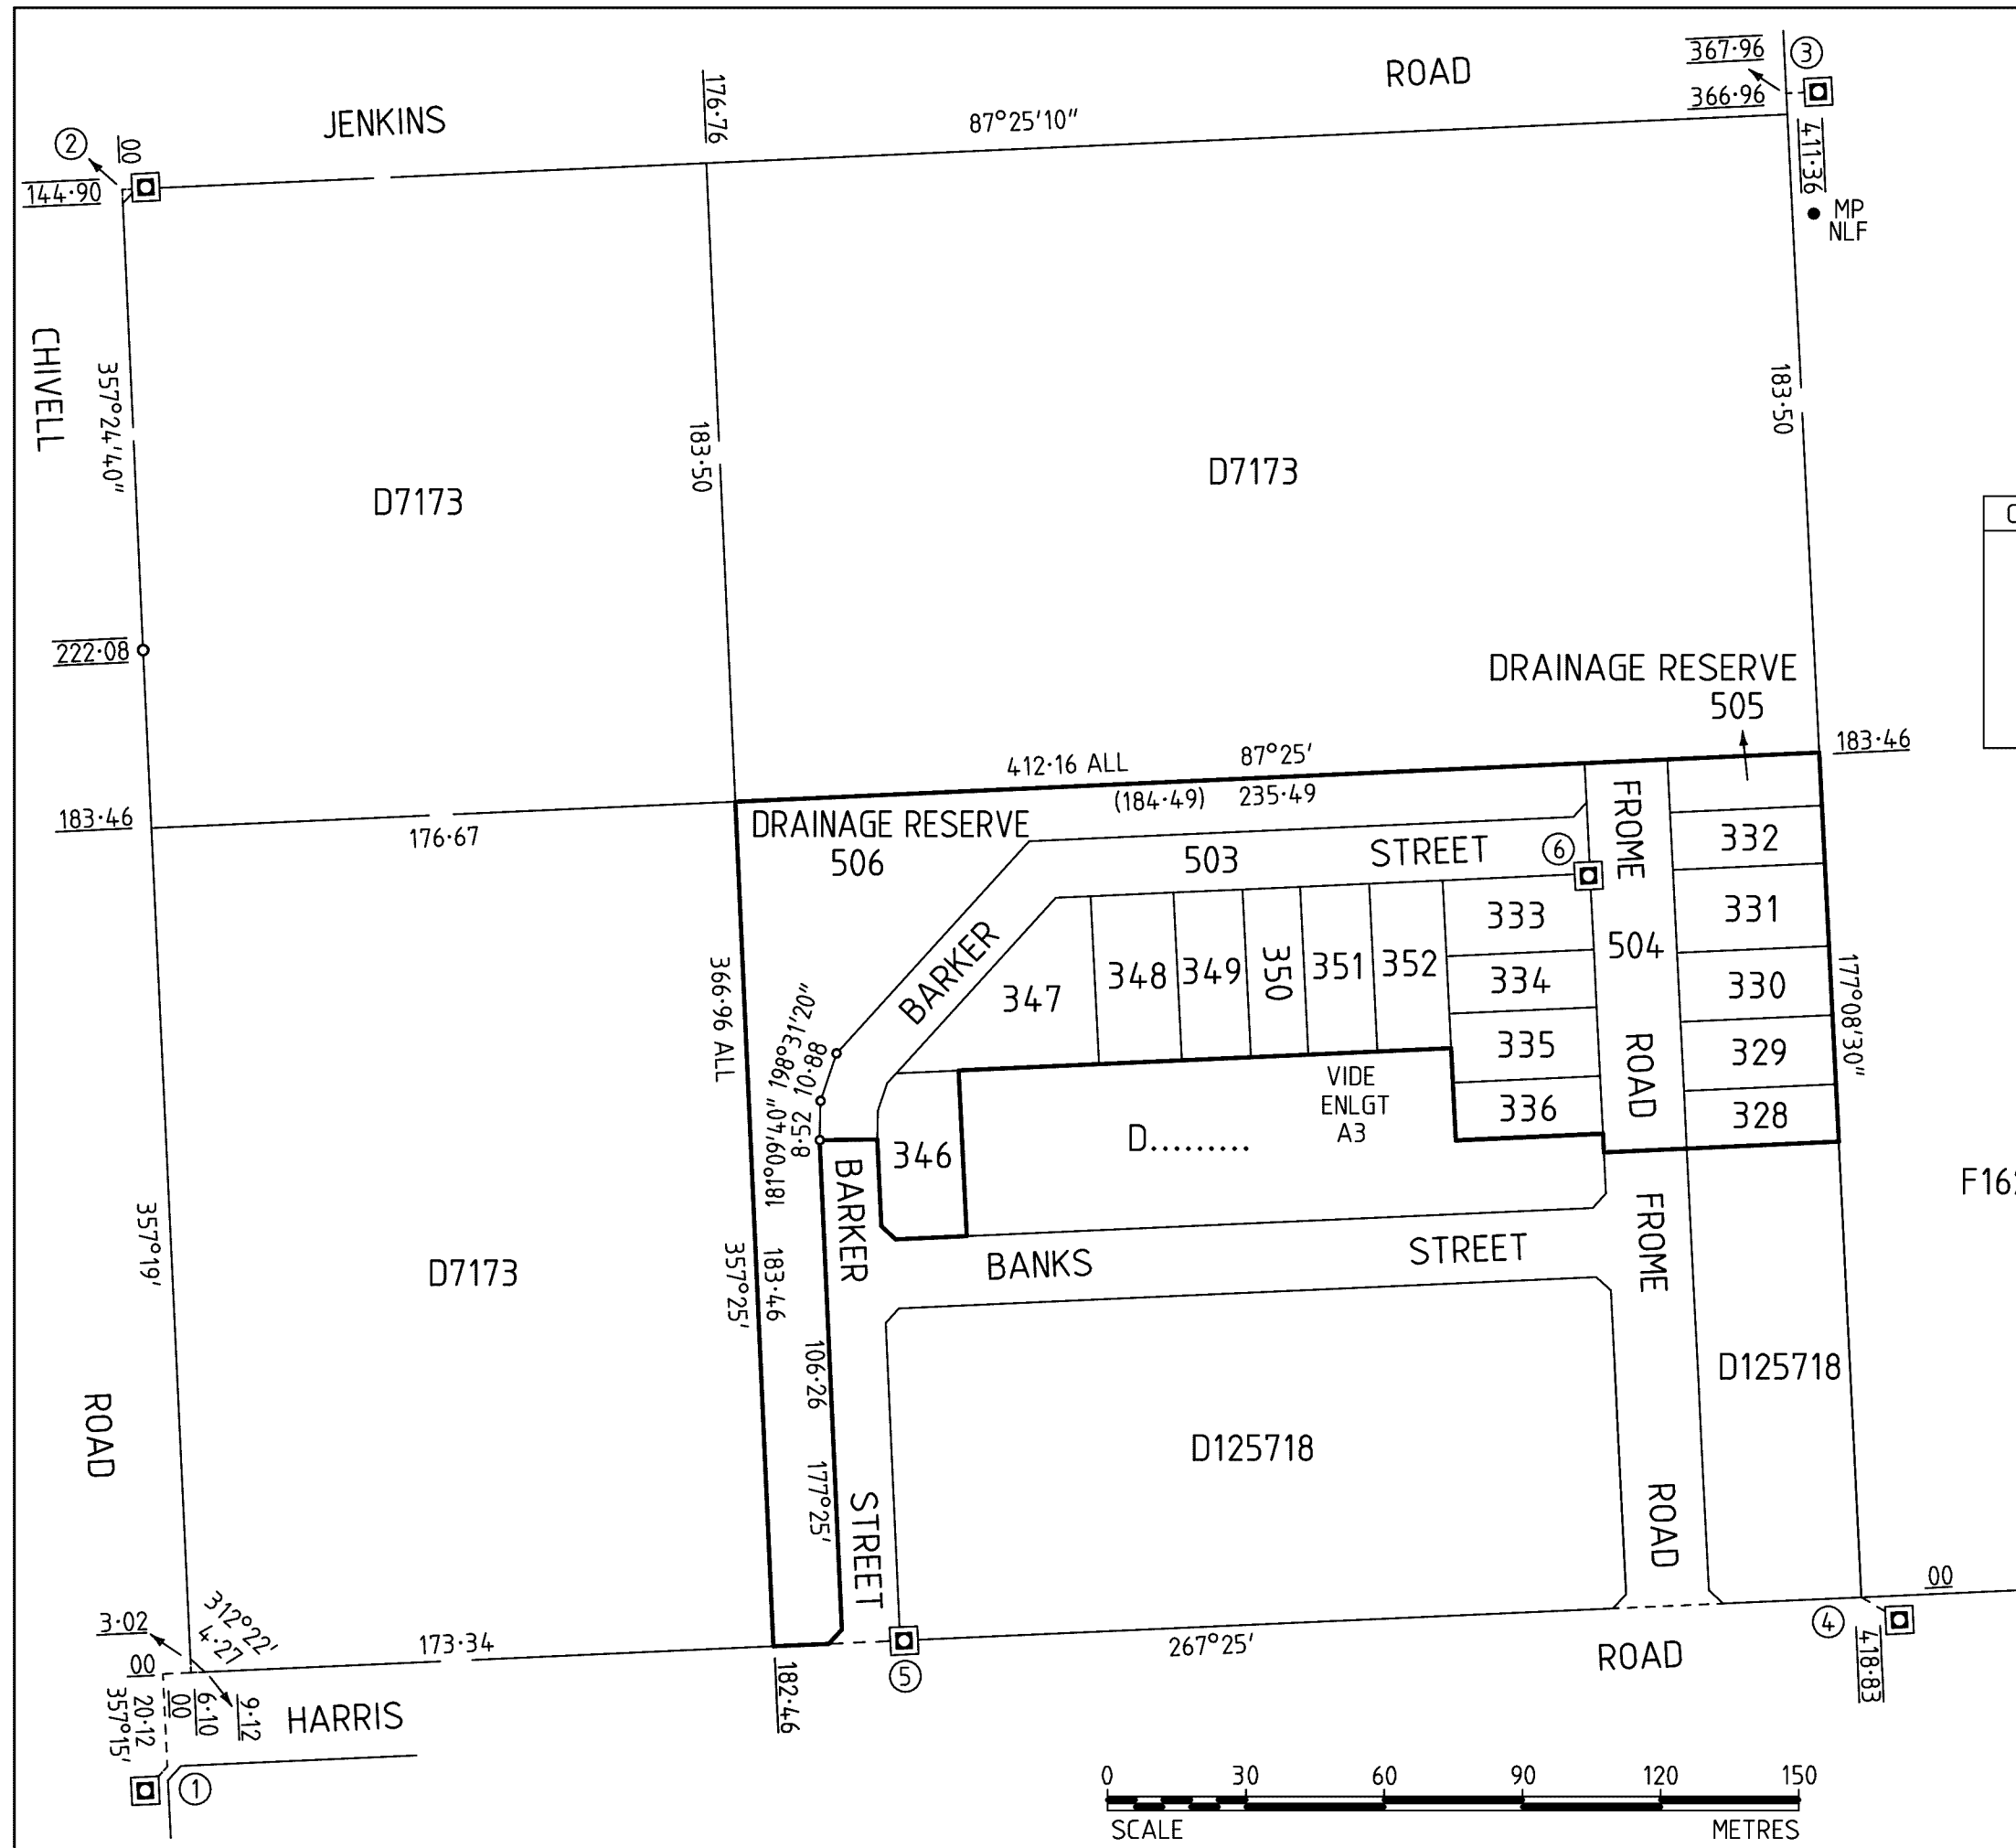 367·96
3
ROAD
366·96
176·76
JENKINS
87°25'10"
2
00
144·90
411·36
MP
NLF
CHIVELL
357°24'40"
183·50
183·50
D7173
D7173
C
222·08
DRAINAGE RESERVE
505
183·46
412·16 ALL
87°25'
(184·49)
235·49
183·46
176·67
DRAINAGE RESERVE
506
503
STREET
6
FROME
332
BARKER
333
331
504
366·96 ALL
347
348
349
350
351
352
334
330
177°08'30"
198°31'20"
10·88
181°09'40"
8·52
335
ROAD
329
VIDE
ENLGT
A3
336
328
D.........
346
F162
357°19'
BARKER
FROME
BANKS
STREET
D7173
357°25'
183·46
106·26
D125718
ROAD
D125718
177°25'
STREET
ROAD
00
312°22'
4·27
3·02
173·34
267°25'
ROAD
4
418·83
00
5
182·46
20·12
357°15'
00
6·10
9·12
HARRIS
1
0
30
60
90
120
150
SCALE
METRES